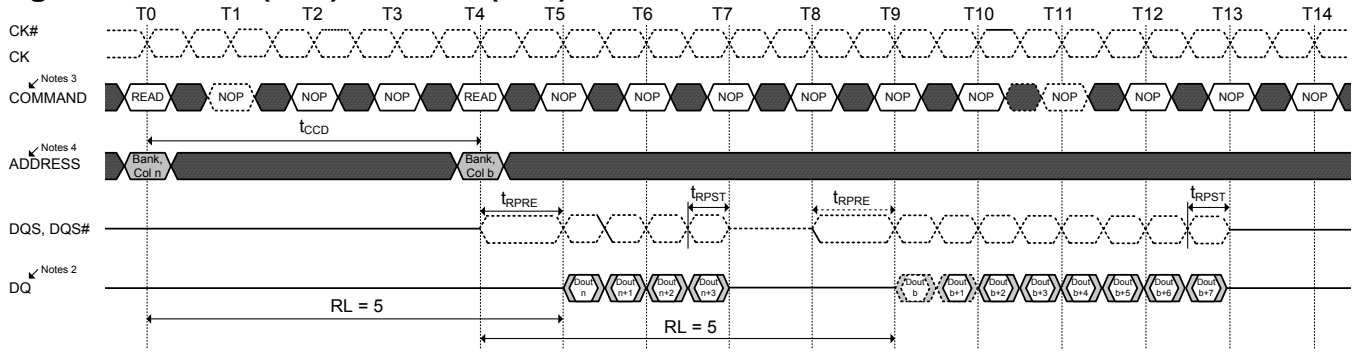 T0 T1 T2 T3 T4 T5 T6 T7 T8 T9 T10 T11 T12 T13 T14
CK#
CK
Notes 3
COMMAND READ NOP NOP NOP READ NOP NOP NOP NOP NOP NOP NOP NOP NOP NOP
tCCD
Notes 4
ADDRESS
Bank, Col n
Bank, Col b
tRPRE tRPST tRPRE tRPST
DQS, DQS#
Notes 2
DQ
Dout n
Dout n+1
Dout n+2
Dout n+3
Dout b
Dout b+1
Dout b+2
Dout b+3
Dout b+4
Dout b+5
Dout b+6
Dout b+7
RL = 5
RL = 5